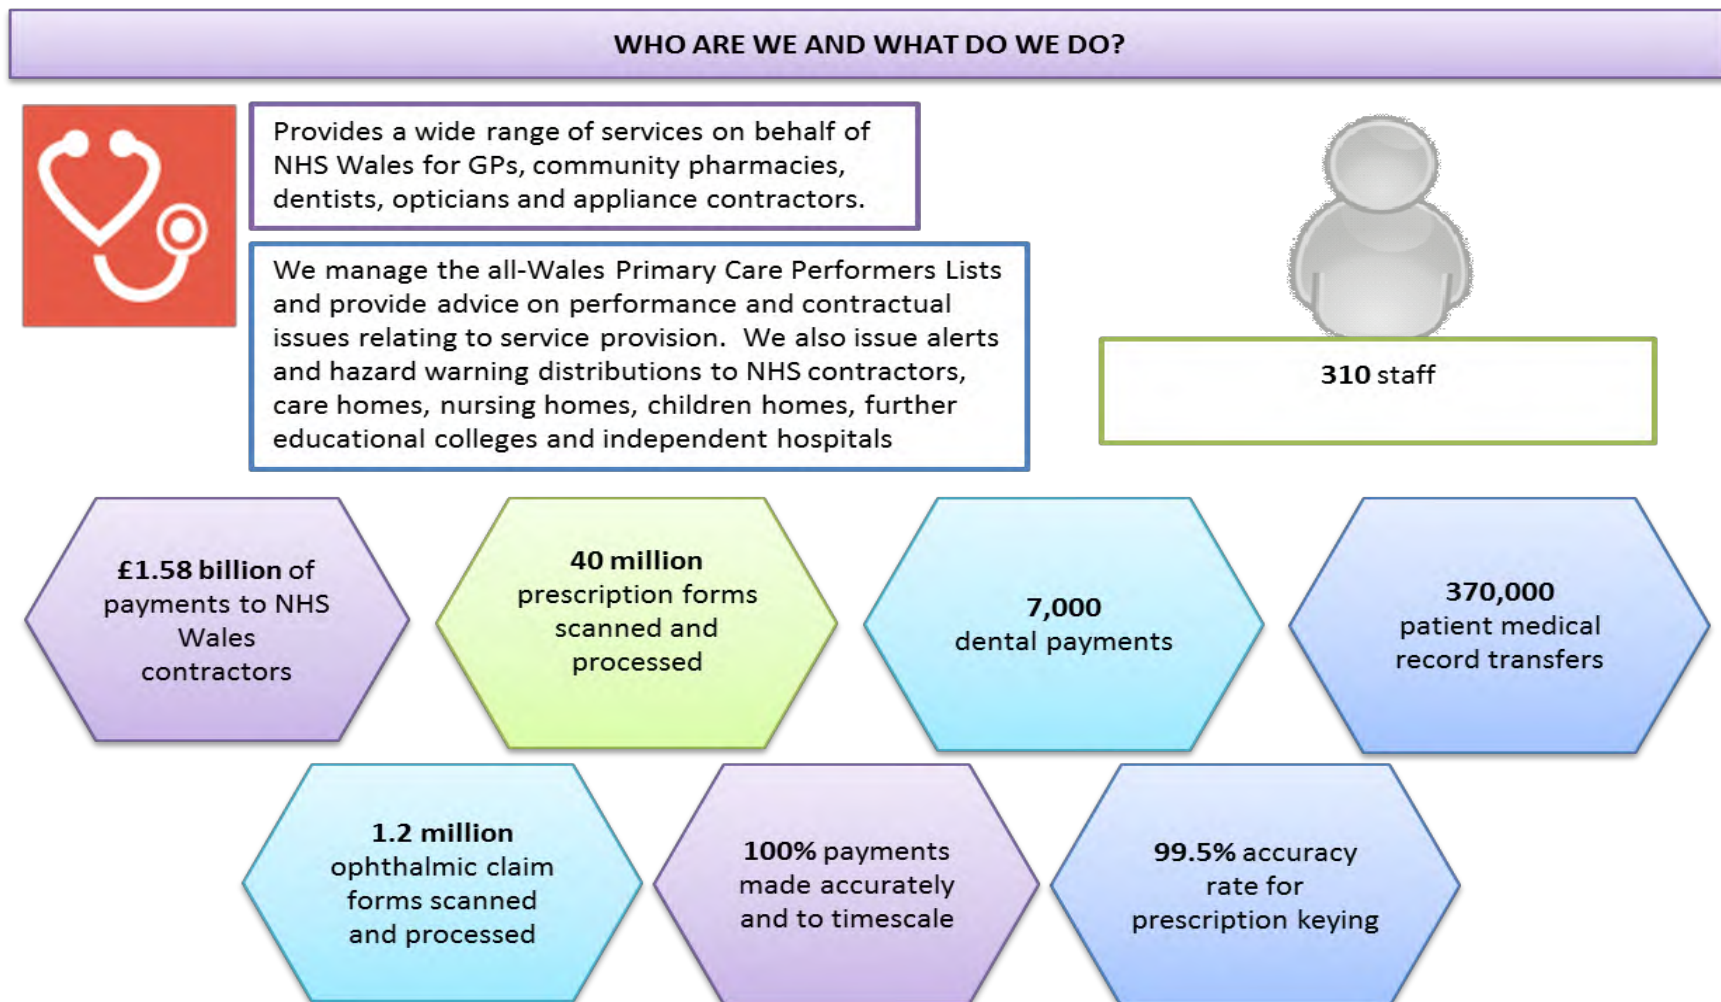 WHO ARE WE AND WHAT DO WE DO?
Provides a wide range of services on behalf of
NHS Wales for GPs, community pharmacies,
dentists, opticians and appliance contractors.
We manage the all-Wales Primary Care Performers Lists
and provide advice on performance and contractual
issues relating to service provision.  We also issue alerts
and hazard warning distributions to NHS contractors,
care homes, nursing homes, children homes, further
educational colleges and independent hospitals
310 staff
£1.58 billion of
payments to NHS
Wales
contractors
40 million
prescription forms
scanned and
processed
7,000
dental payments
370,000
patient medical
record transfers
1.2 million
ophthalmic claim
forms scanned
and processed
100% payments
made accurately
and to timescale
99.5% accuracy
rate for
prescription keying